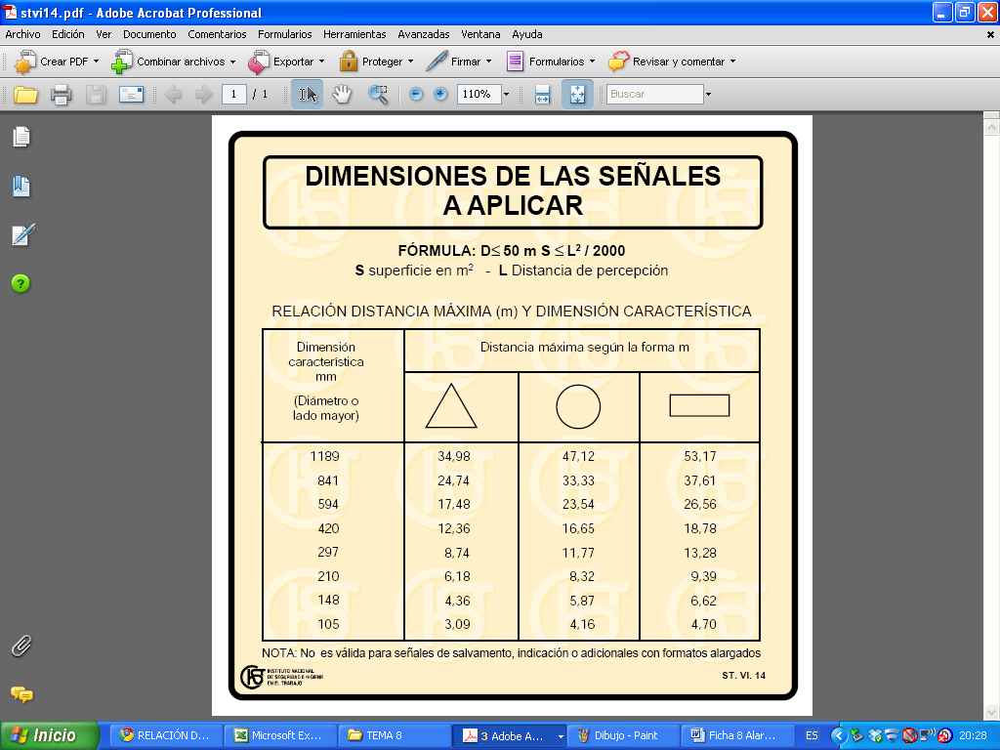 stvi14.pdf - Adobe Acrobat Professional
Archivo Edición Ver Documento Comentarios Formularios Herramientas Avanzadas Ventana Ayuda
Crear PDF Combinar archivos Exportar Proteger Firmar Formularios Revisar y comentar
1 / 1 110% Buscar
DIMENSIONES DE LAS SEÑALES
A APLICAR
FÓRMULA: D≤ 50 m S ≤ L² / 2000
S superficie en m² - L Distancia de percepción
RELACIÓN DISTANCIA MÁXIMA (m) Y DIMENSIÓN CARACTERÍSTICA
Dimensión
característica
mm
(Diámetro o
lado mayor)
Distancia máxima según la forma m
1189 34,98 47,12 53,17
841 24,74 33,33 37,61
594 17,48 23,54 26,56
420 12,36 16,65 18,78
297 8,74 11,77 13,28
210 6,18 8,32 9,39
148 4,36 5,87 6,62
105 3,09 4,16 4,70
NOTA: No es válida para señales de salvamento, indicación o adicionales con formatos alargados
INSTITUTO NACIONAL
DE SEGURIDAD E HIGIENE
EN EL TRABAJO
ST. VI. 14
Inicio RELACIÓN D... Microsoft Ex... TEMA 8 3 Adobe A... Dibujo - Paint Ficha 8 Alar... ES 20:28